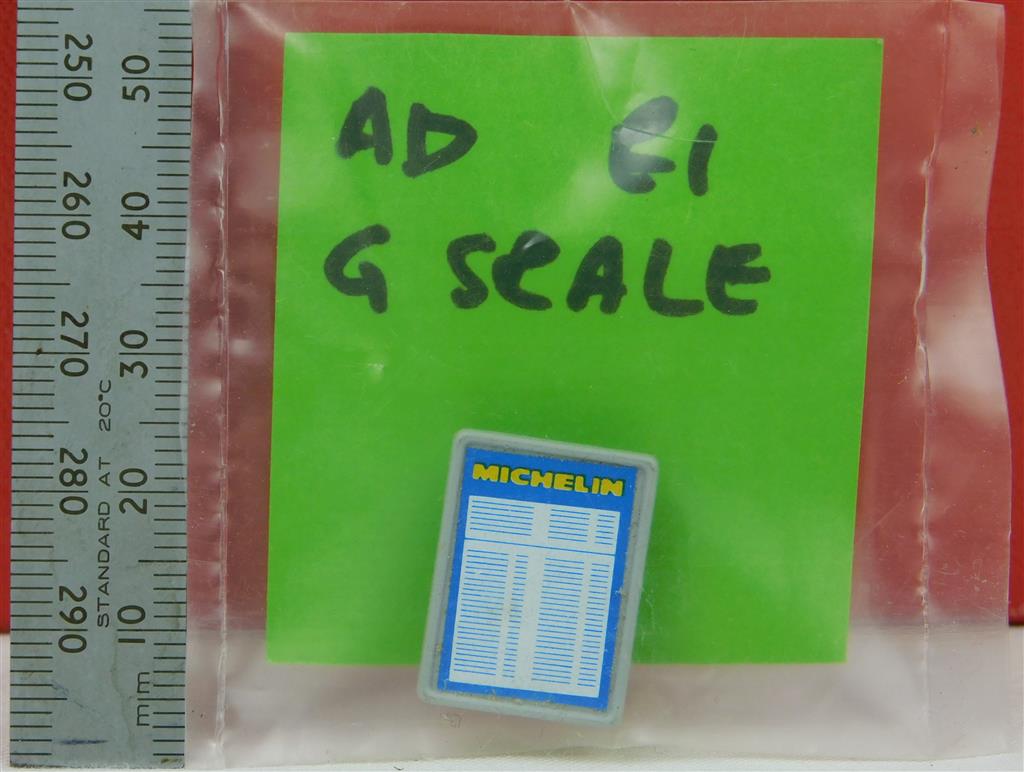 AD £1
G SCALE
MICHELIN
250 260 270 280 290
STANDARD AT 20°C
50 40 30 20 10 mm